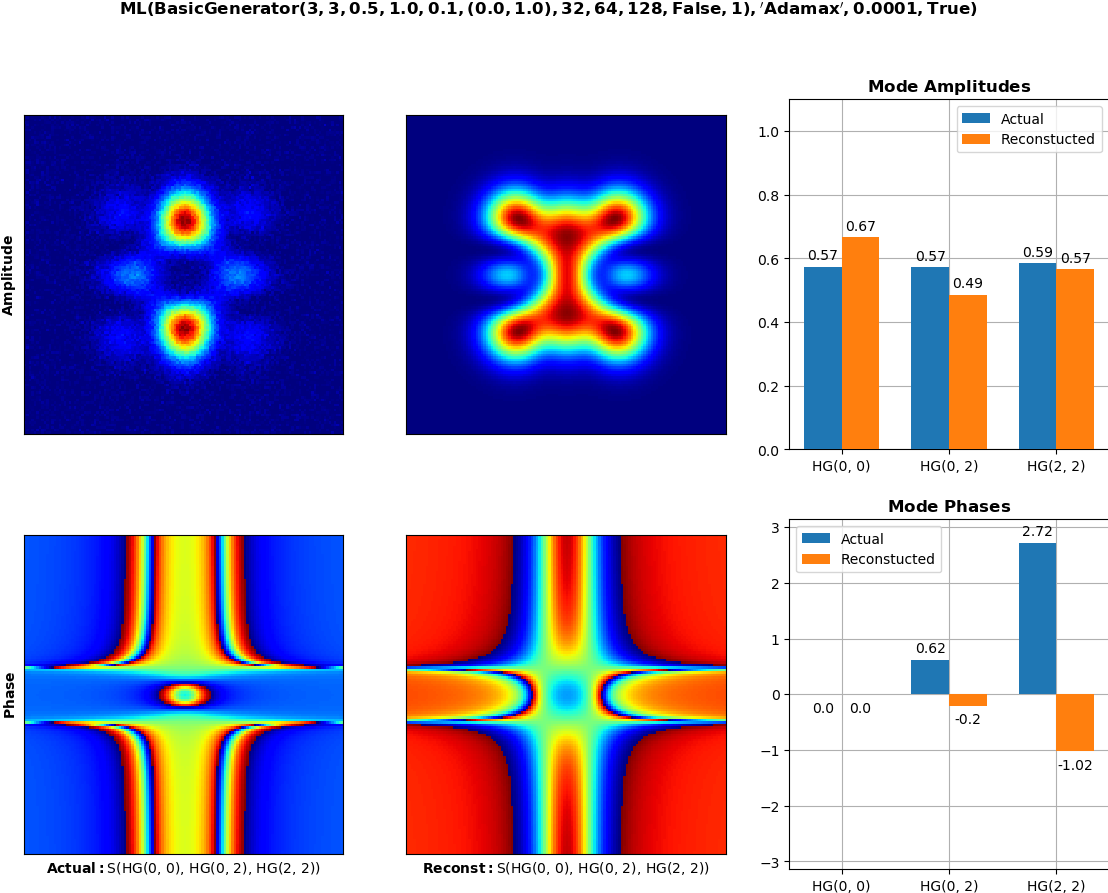 ML(BasicGenerator(3, 3, 0.5, 1.0, 0.1, (0.0, 1.0), 32, 64, 128, False, 1), ′Adamax′, 0.0001, True)
Amplitude
Mode Amplitudes
Actual
Reconstucted
1.0
0.8
0.6
0.4
0.2
0.0
0.57
0.67
0.57
0.49
0.59
0.57
HG(0, 0)
HG(0, 2)
HG(2, 2)
Phase
Actual: S(HG(0, 0), HG(0, 2), HG(2, 2))
Reconst: S(HG(0, 0), HG(0, 2), HG(2, 2))
Mode Phases
Actual
Reconstucted
3
2
1
0
−1
−2
−3
0.0
0.0
0.62
-0.2
2.72
-1.02
HG(0, 0)
HG(0, 2)
HG(2, 2)